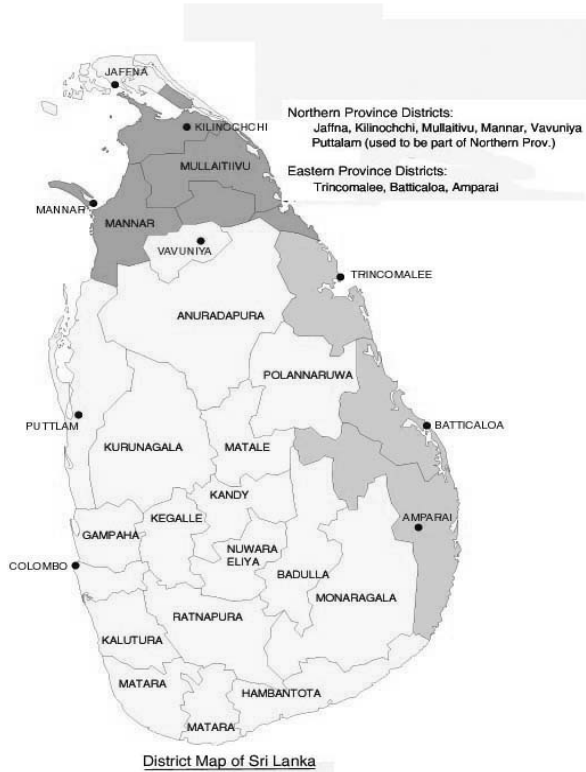 JAFFNA
KILINOCHCHI
Northern Province Districts:
Jaffna, Kilinochchi, Mullaitivu, Mannar, Vavuniya
Puttalam (used to be part of Northern Prov.)
MULLAITIIVU
Eastern Province Districts:
Trincomalee, Batticaloa, Amparai
MANNAR
MANNAR
VAVUNIYA
TRINCOMALEE
ANURADAPURA
POLANNARUWA
PUTTLAM
BATTICALOA
KURUNAGALA
MATALE
KANDY
KEGALLE
AMPARAI
GAMPAHA
NUWARA
ELIYA
COLOMBO
BADULLA
MONARAGALA
RATNAPURA
KALUTURA
MATARA
HAMBANTOTA
MATARA
District Map of Sri Lanka